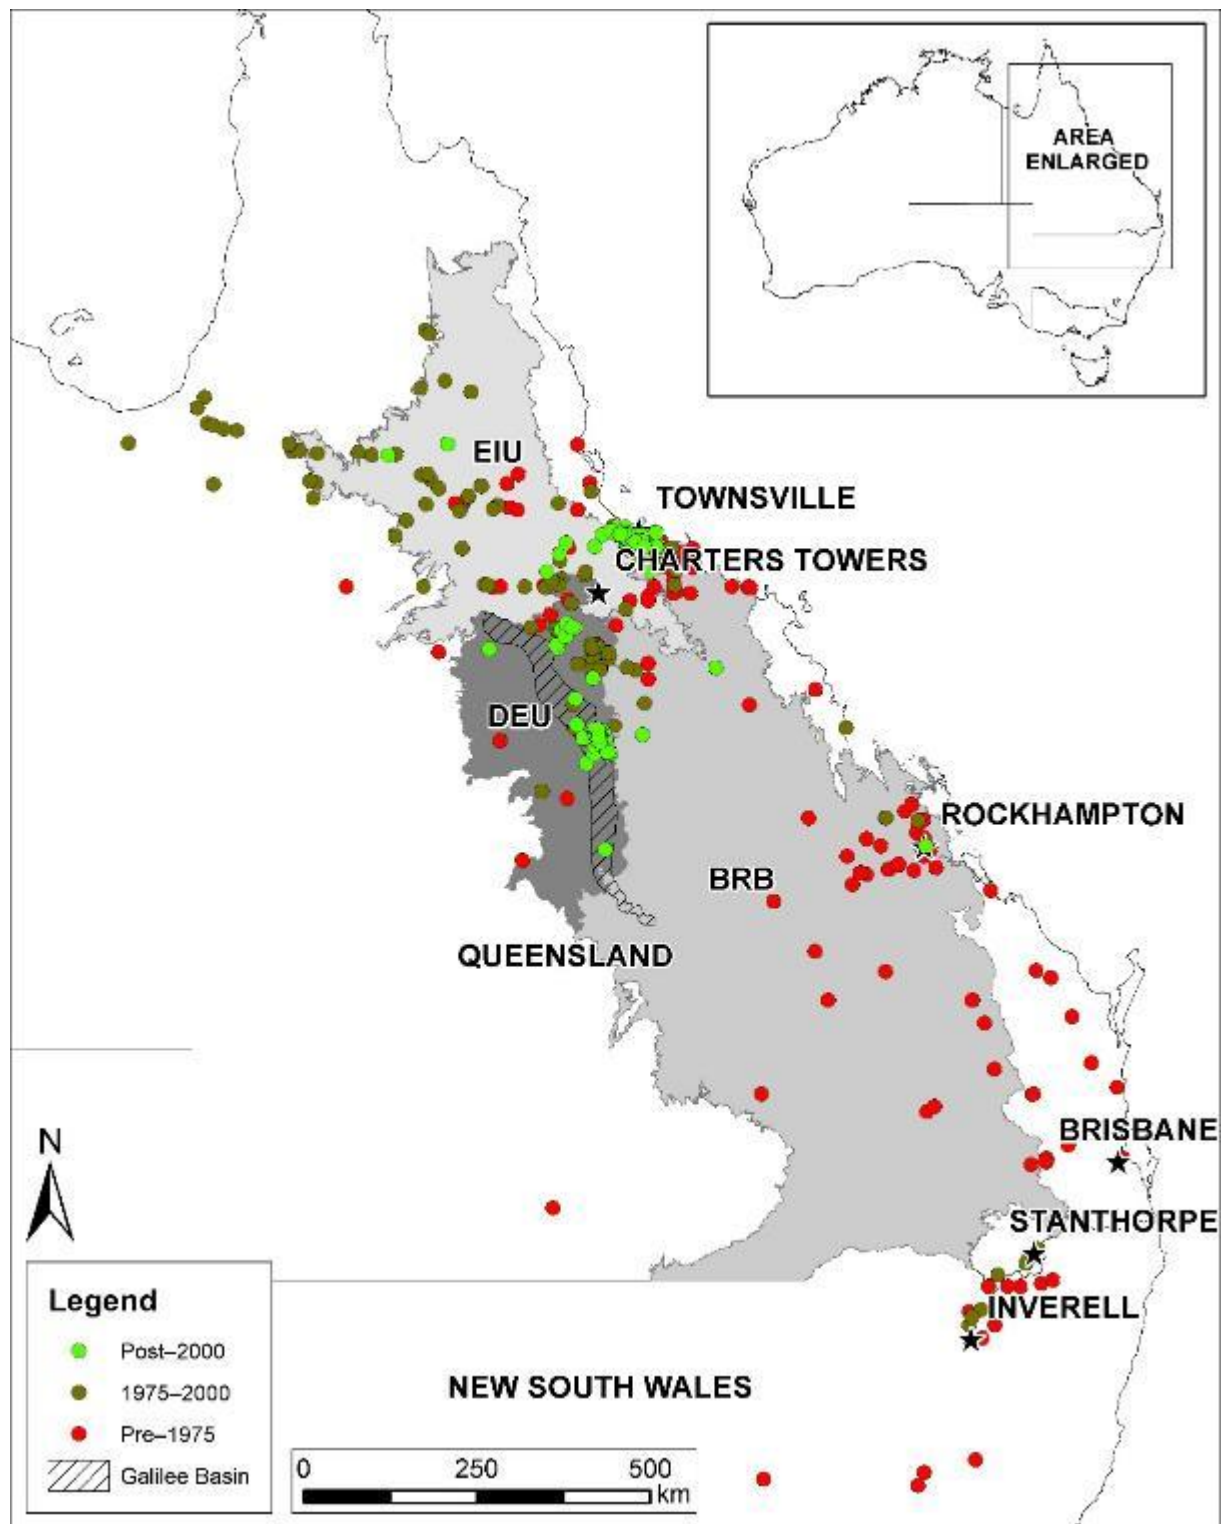 AREA
ENLARGED
EIU
TOWNSVILLE
CHARTERS TOWERS
DEU
ROCKHAMPTON
BRB
QUEENSLAND
N
BRISBANE
STANTHORPE
INVERELL
Legend
Post–2000
1975–2000
Pre–1975
Galilee Basin
NEW SOUTH WALES
0 250 500
km